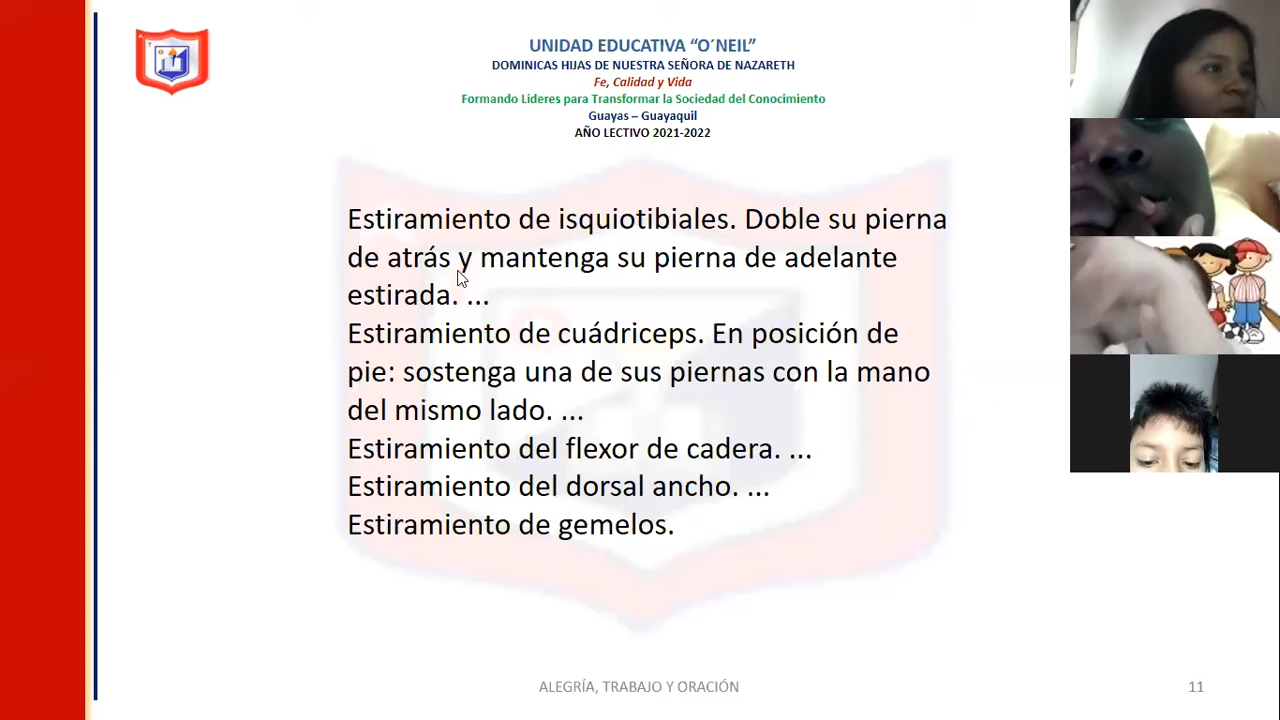 UNIDAD EDUCATIVA “O´NEIL”
DOMINICAS HIJAS DE NUESTRA SEÑORA DE NAZARETH
Fe, Calidad y Vida
Formando Líderes para Transformar la Sociedad del Conocimiento
Guayas – Guayaquil
AÑO LECTIVO 2021-2022
Estiramiento de isquiotibiales. Doble su pierna
de atrás y mantenga su pierna de adelante
estirada. ...
Estiramiento de cuádriceps. En posición de
pie: sostenga una de sus piernas con la mano
del mismo lado. ...
Estiramiento del flexor de cadera. ...
Estiramiento del dorsal ancho. ...
Estiramiento de gemelos.
ALEGRÍA, TRABAJO Y ORACIÓN
11